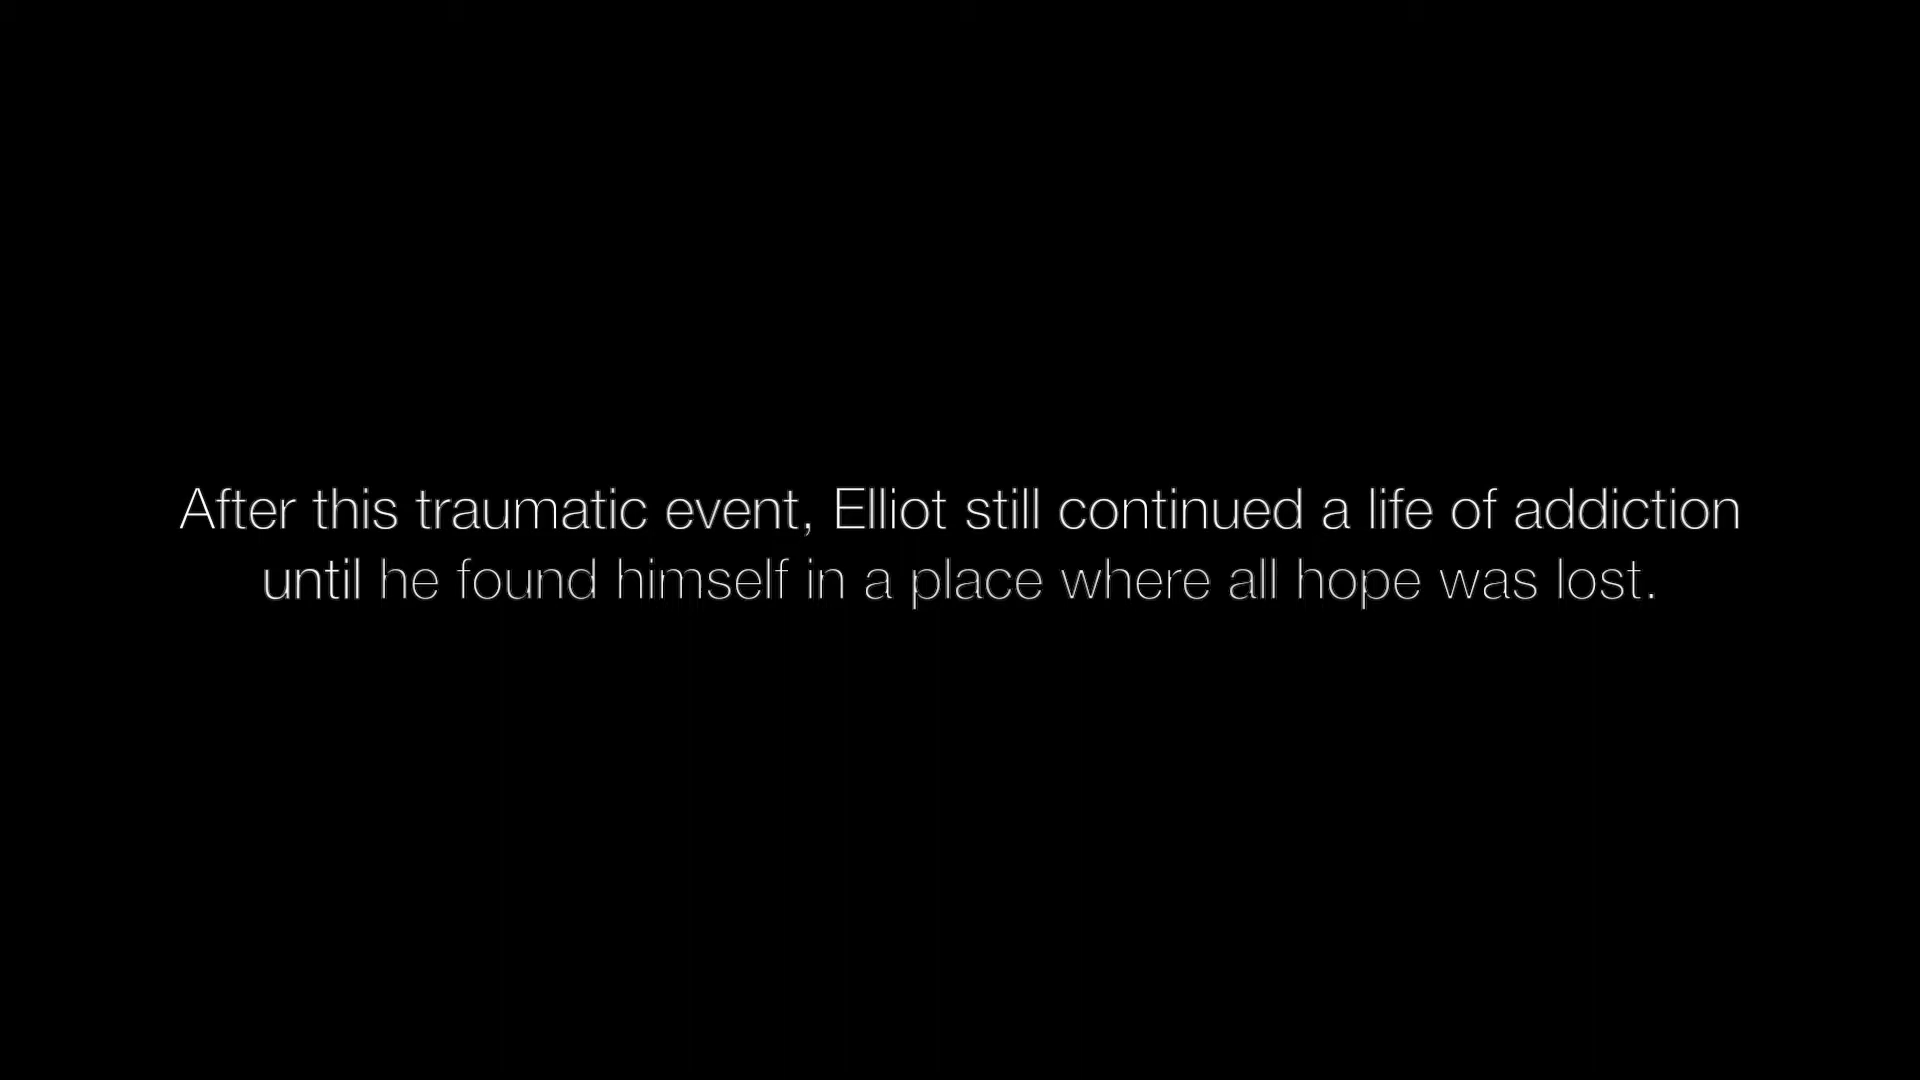 After this traumatic event, Elliot still continued a life of addiction
until he found himself in a place where all hope was lost.